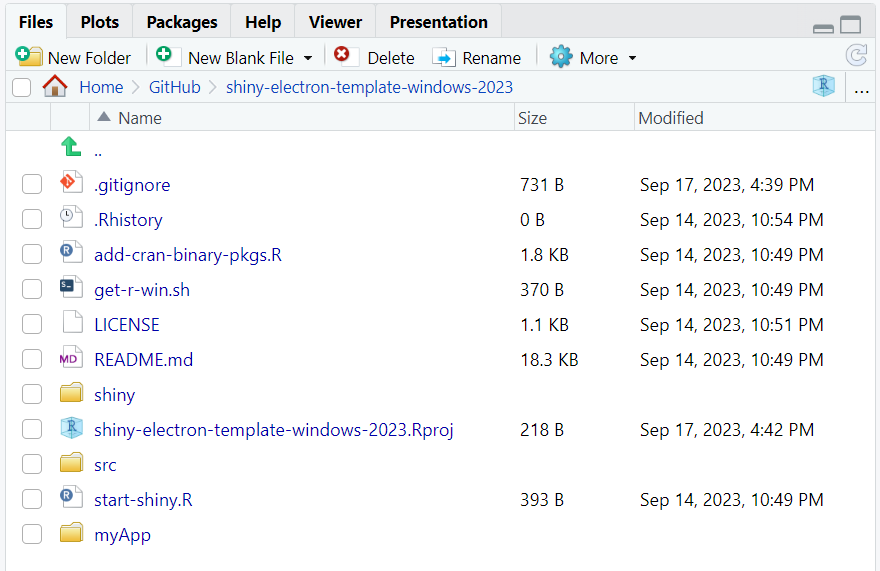 Files Plots Packages Help Viewer Presentation
New Folder New Blank File Delete Rename More
Home GitHub shiny-electron-template-windows-2023 R ...
Name Size Modified
..
.gitignore 731 B Sep 17, 2023, 4:39 PM
.Rhistory 0 B Sep 14, 2023, 10:54 PM
R add-cran-binary-pkgs.R 1.8 KB Sep 14, 2023, 10:49 PM
get-r-win.sh 370 B Sep 14, 2023, 10:49 PM
LICENSE 1.1 KB Sep 14, 2023, 10:51 PM
MD README.md 18.3 KB Sep 14, 2023, 10:49 PM
shiny
R shiny-electron-template-windows-2023.Rproj 218 B Sep 17, 2023, 4:42 PM
src
R start-shiny.R 393 B Sep 14, 2023, 10:49 PM
myApp